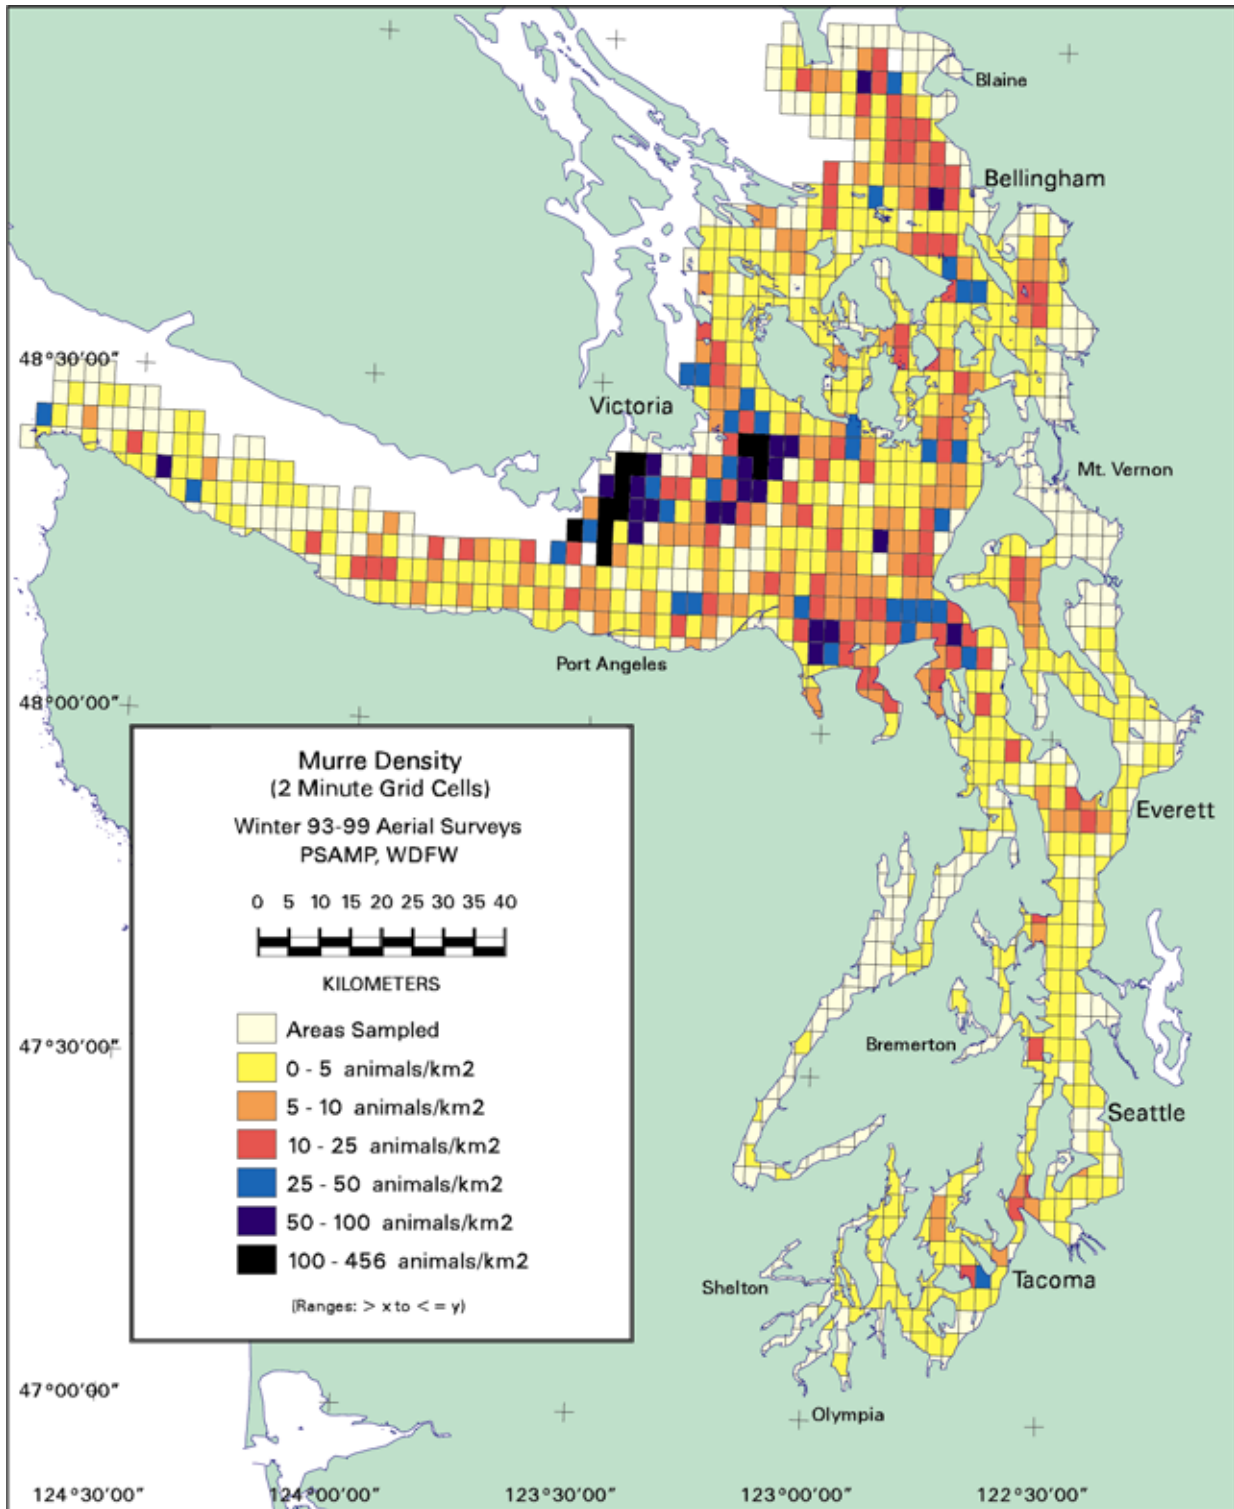 Blaine
Bellingham
48°30'00"
Victoria
Mt. Vernon
Port Angeles
48°00'00"
Murre Density
(2 Minute Grid Cells)
Winter 93-99 Aerial Surveys
PSAMP, WDFW
0 5 10 15 20 25 30 35 40
KILOMETERS
Areas Sampled
0 - 5 animals/km2
5 - 10 animals/km2
10 - 25 animals/km2
25 - 50 animals/km2
50 - 100 animals/km2
100 - 456 animals/km2
(Ranges: > x to < = y)
Everett
47°30'00"
Bremerton
Seattle
Shelton
Tacoma
47°00'00"
Olympia
124°30'00" 124°00'00" 123°30'00" 123°00'00" 122°30'00"